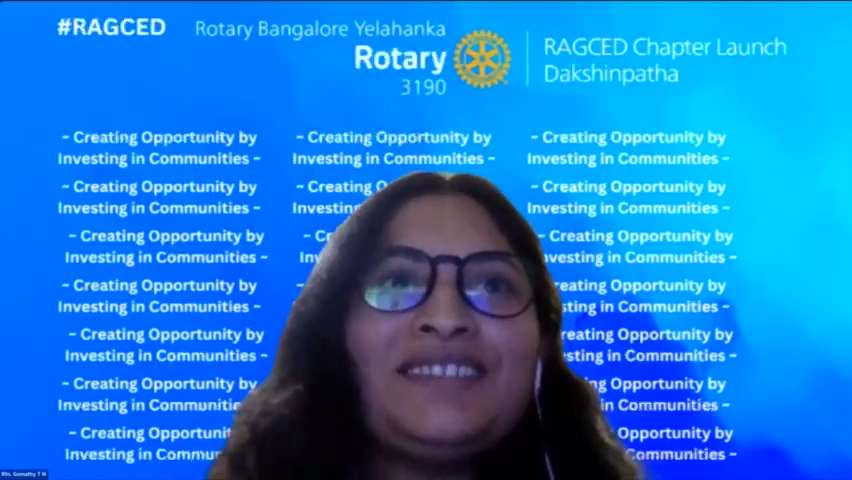 #RAGCED
Rotary Bangalore Yelahanka
Rotary
3190
RAGCED Chapter Launch
Dakshinpatha
~ Creating Opportunity by
Investing in Communities ~
~ Creating Opportunity by
Investing in Communities ~
~ Creating Opportunity by
Investing in Communities ~
~ Creating Opportunity by
Investing in Communities ~
~ Creating
Investing
~ Creating Opportunity by
Investing in Communities ~
~ Creating Opportunity by
Investing in Communities ~
~ Creating Opportunity by
Investing in Communities ~
~ Creating Opportunity by
Investing in Communities ~
Opportunity by
Investing in Communities ~
~ Creating Opportunity by
Investing in Communities ~
Opportunity by
in Communities ~
~ Creating Opportunity by
Investing in Communities ~
Opportunity by
in Communities ~
~ Creating Opportunity by
Investing in
Opportunity by
Communities ~
Rtn. Gomathy T N